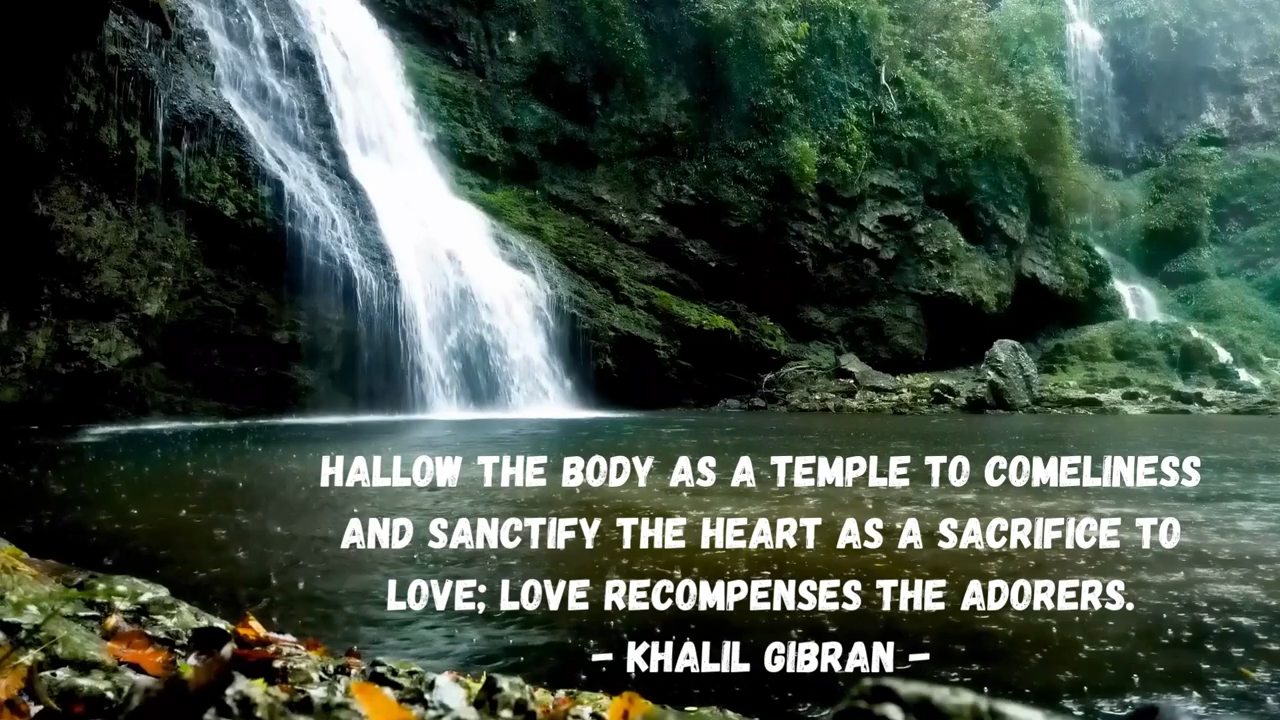 HALLOW THE BODY AS A TEMPLE TO COMELINESS
AND SANCTIFY THE HEART AS A SACRIFICE TO
LOVE; LOVE RECOMPENSES THE ADORERS.
- KHALIL GIBRAN -